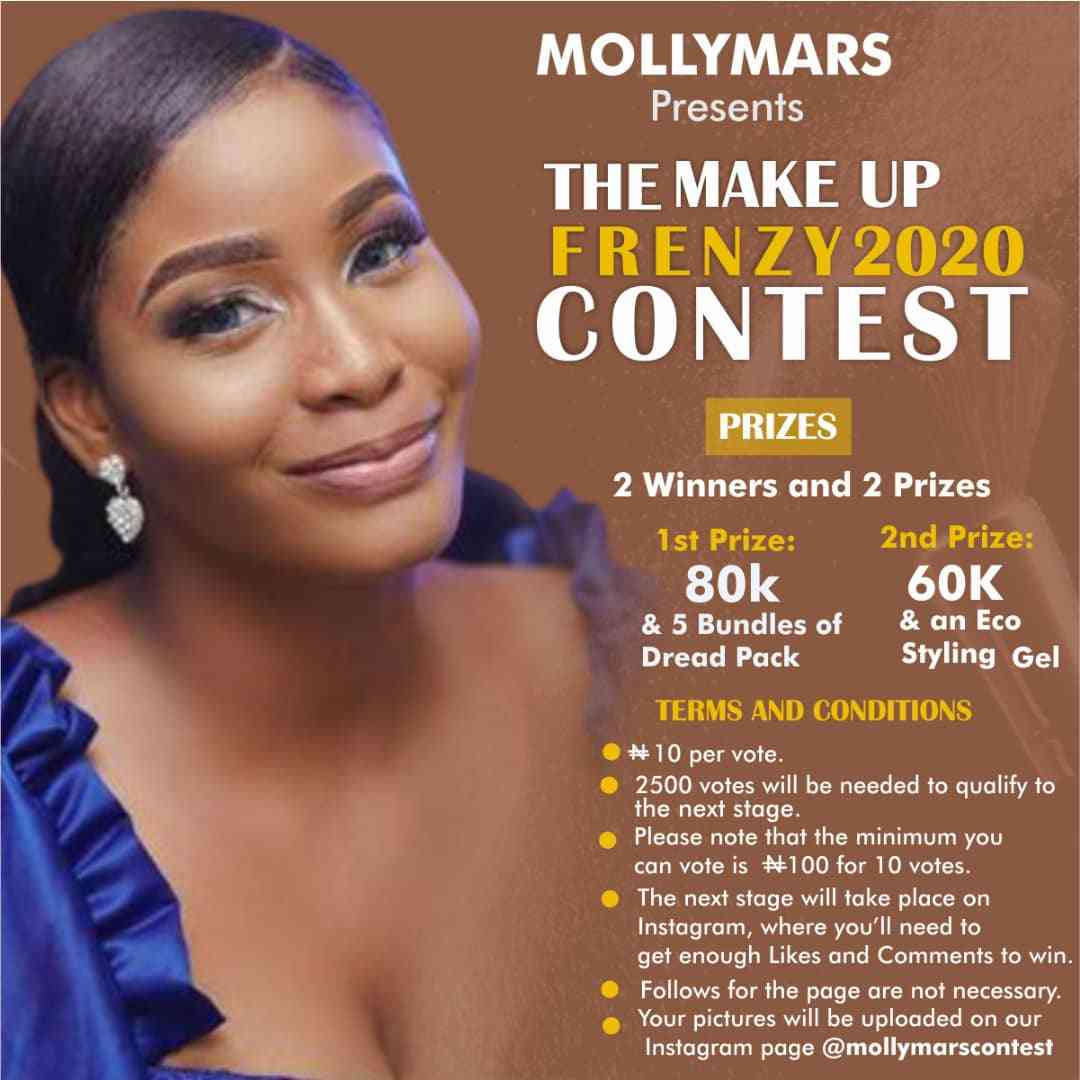 MOLLYMARS
Presents
THE MAKE UP
FRENZY 2020
CONTEST
PRIZES
2 Winners and 2 Prizes
1st Prize:
80k
& 5 Bundles of
Dread Pack
2nd Prize:
60K
& an Eco
Styling Gel
TERMS AND CONDITIONS
₦10 per vote.
2500 votes will be needed to qualify to
the next stage.
Please note that the minimum you
can vote is ₦100 for 10 votes.
The next stage will take place on
Instagram, where you'll need to
get enough Likes and Comments to win.
Follows for the page are not necessary.
Your pictures will be uploaded on our
Instagram page @mollymarscontest